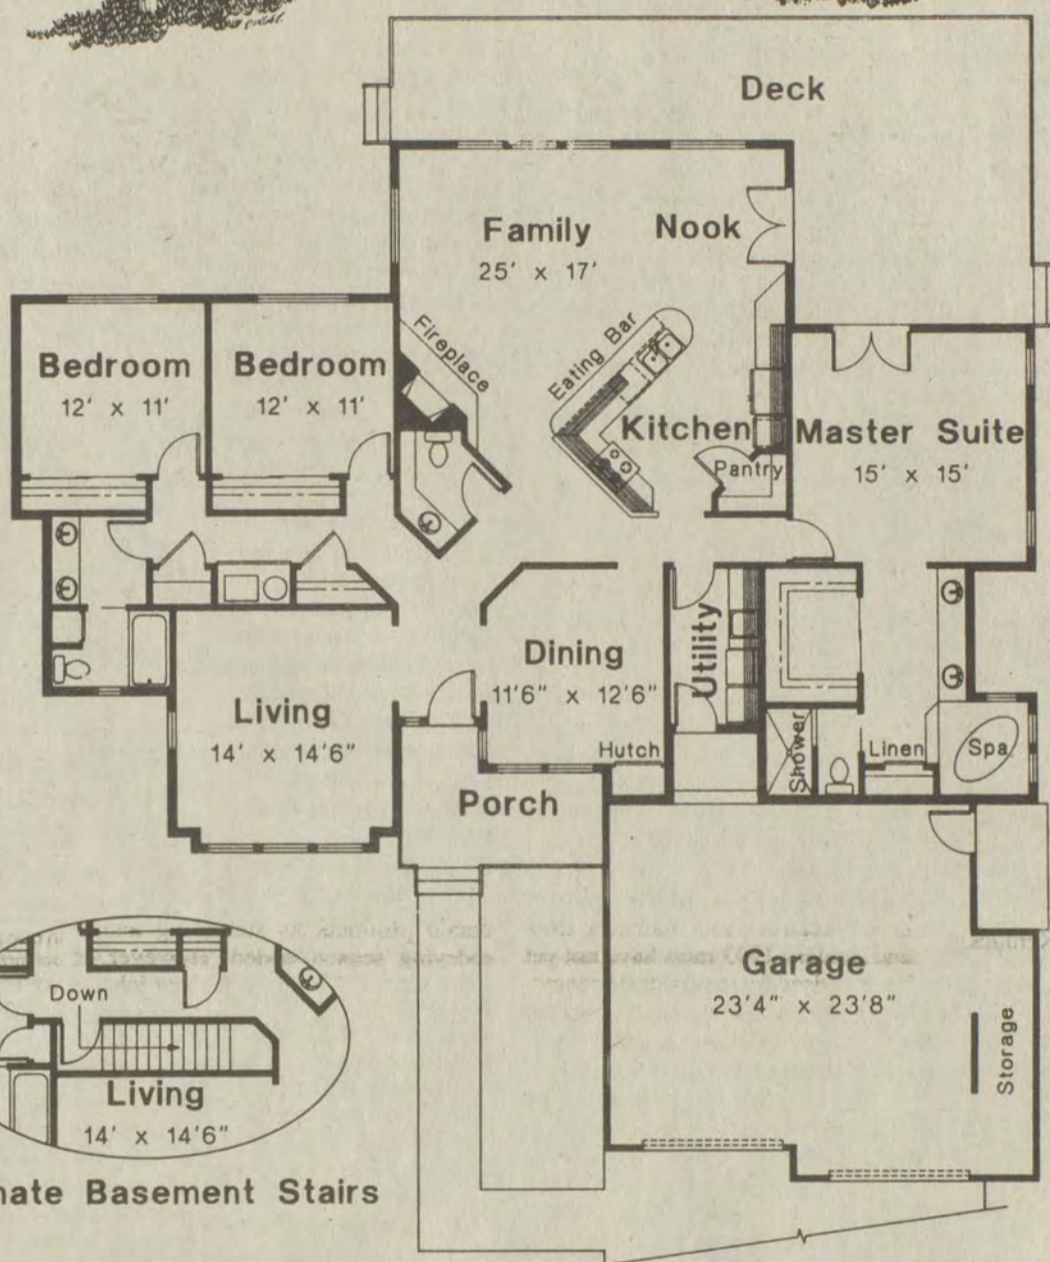 Deck
Family
25' x 17'
Nook
Fireplace
Eating Bar
Bedroom
12' x 11'
Bedroom
12' x 11'
Kitchen
Pantry
Master Suite
15' x 15'
Utility
Dining
11'6" x 12'6"
Living
14' x 14'6"
Hutch
Shower
Linen
Spa
Porch
Garage
23'4" x 23'8"
Storage
Down
Living
14' x 14'6"
nate Basement Stairs